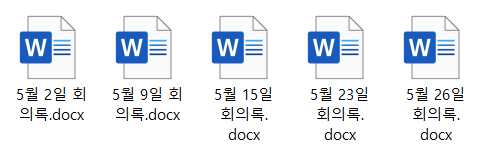 W W W W W
5월 2일 회 5월 9일 회 5월 15일 5월 23일 5월 26일
의록.docx 의록.docx 회의록. 회의록. 회의록.
docx docx docx